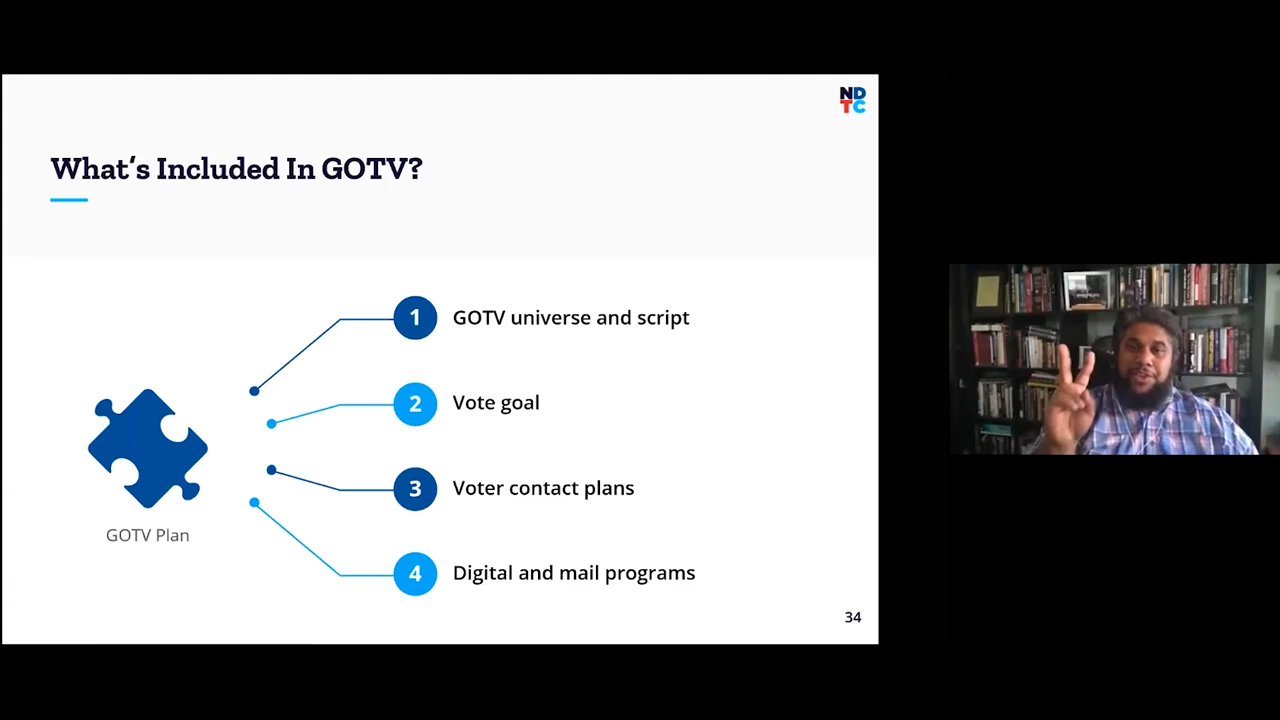 ND
TC
What's Included In GOTV?
1 GOTV universe and script
2 Vote goal
3 Voter contact plans
4 Digital and mail programs
GOTV Plan
34